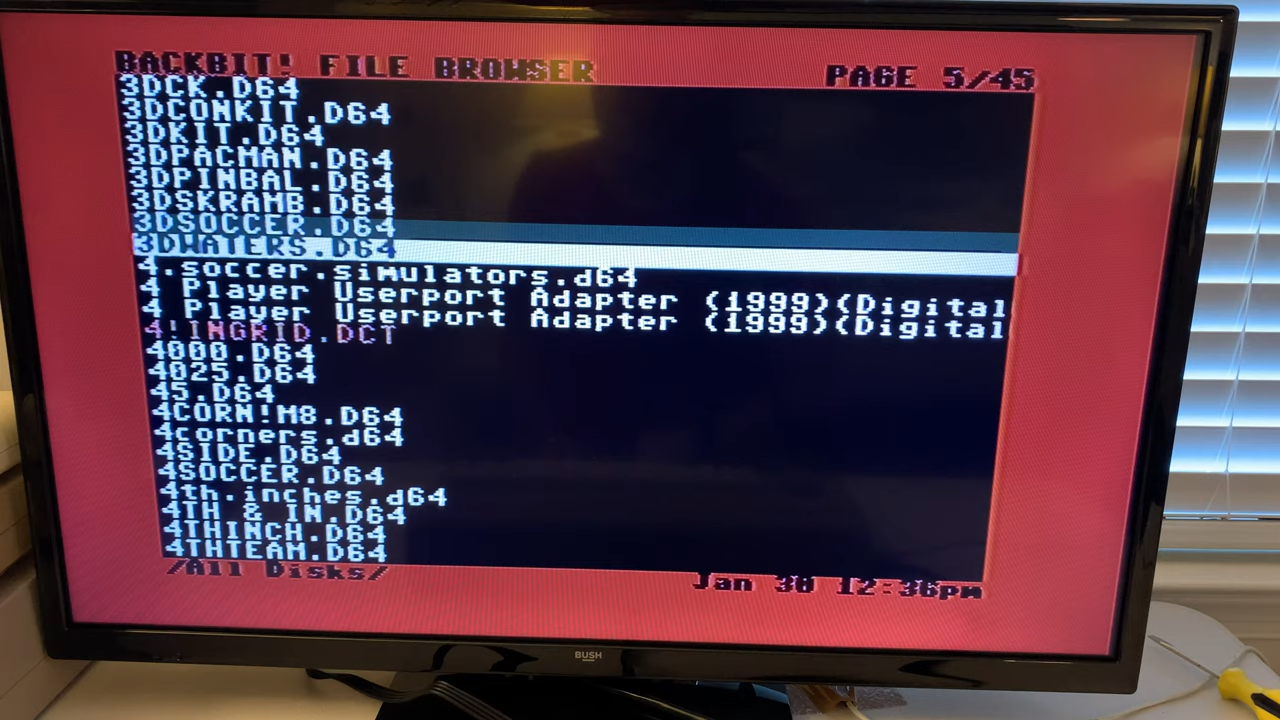 BACKBIT! FILE BROWSER PAGE 5/45
3DCK.D64
3DCONKIT.D64
3DKIT.D64
3DPACMAN.D64
3DPINBAL.D64
3DSKRAMB.D64
3DSOCCER.D64
3DWATERS.D64
4.soccer.simulators.d64
4 Player Userport Adapter (1999)(Digital
4 Player Userport Adapter (1999)(Digital
4!INGRID.DCT
4000.D64
4025.D64
45.D64
4CORN!M8.D64
4corners.d64
4SIDE.D64
4SOCCER.D64
4th.inches.d64
4TH & IN.D64
4THINCH.D64
4THTEAM.D64
/All Disks/ Jan 30 12:36pm
BUSH